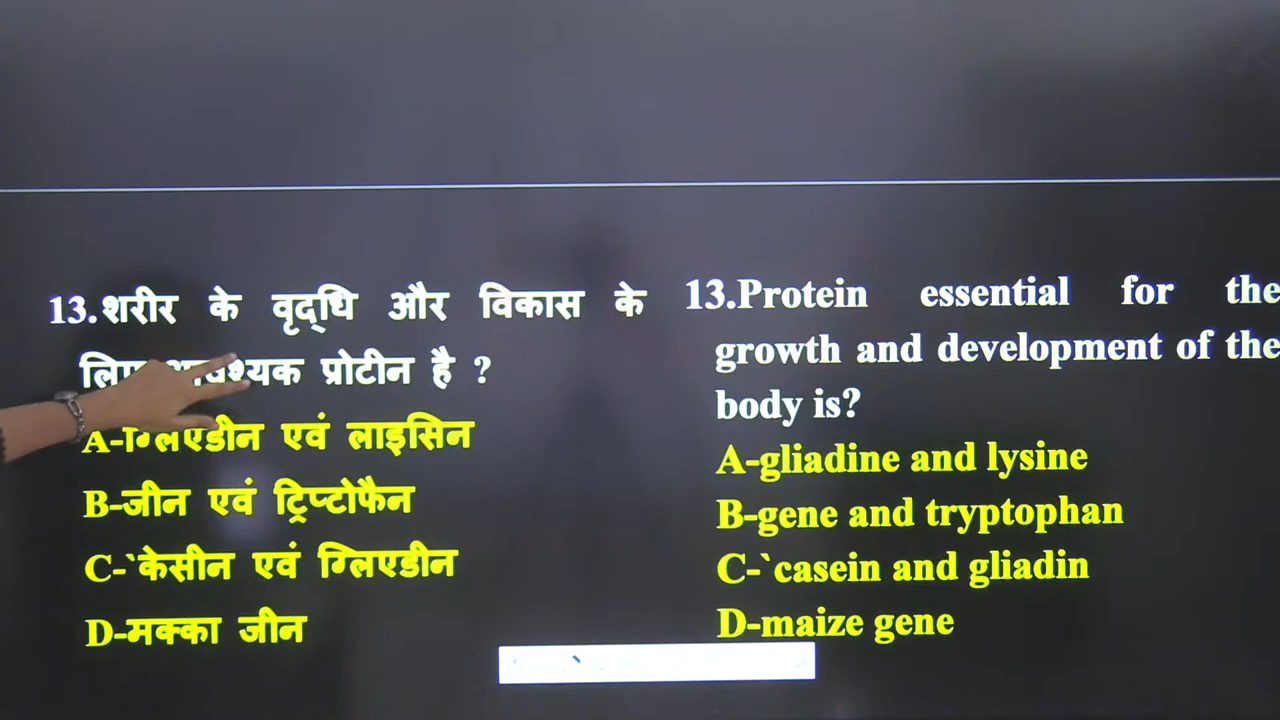 13.शरीर के वृद्धि और विकास के
प्रोटीन है ?
एवं लाइसिन
B-जीन एवं ट्रिप्टोफैन
C-`केसीन एवं ग्लिएडीन
D-मक्का जीन
13.Protein essential for the
growth and development of the
body is?
A-gliadine and lysine
B-gene and tryptophan
C-`casein and gliadin
D-maize gene